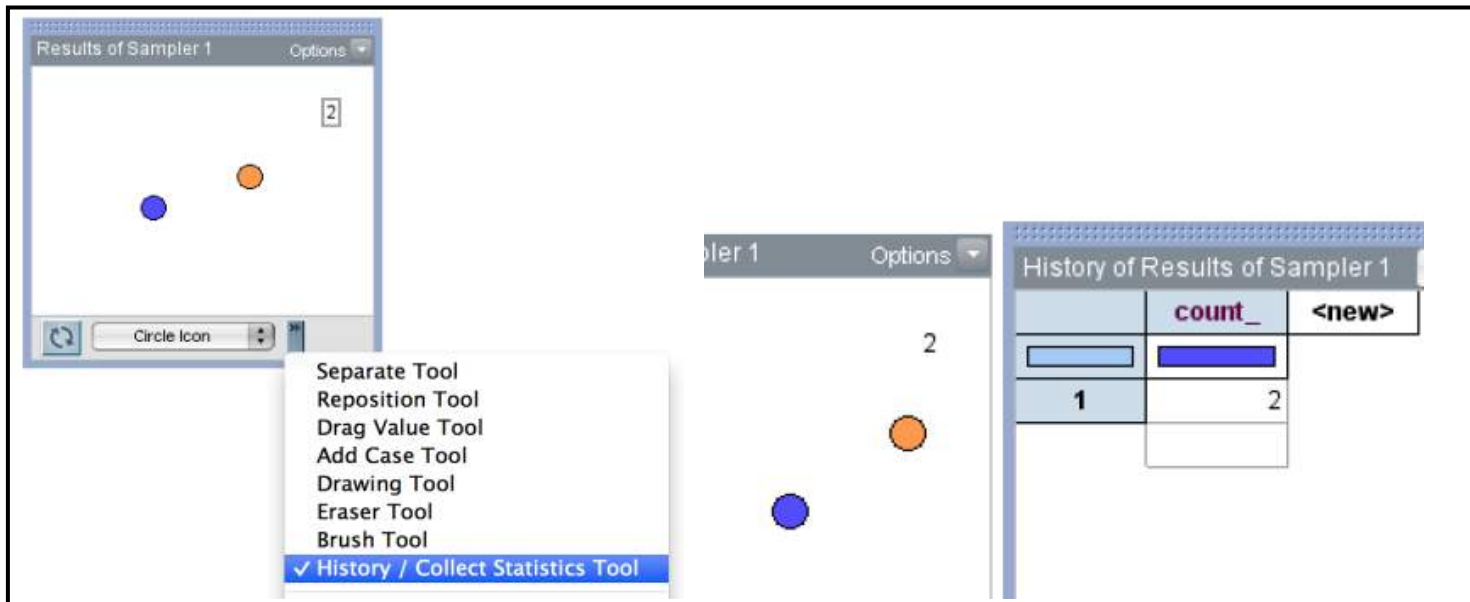 Results of Sampler 1 Options
2
Circle Icon
Separate Tool
Reposition Tool
Drag Value Tool
Add Case Tool
Drawing Tool
Eraser Tool
Brush Tool
✓ History / Collect Statistics Tool
pler 1 Options
2
History of Results of Sampler 1
count_ <new>
1 2